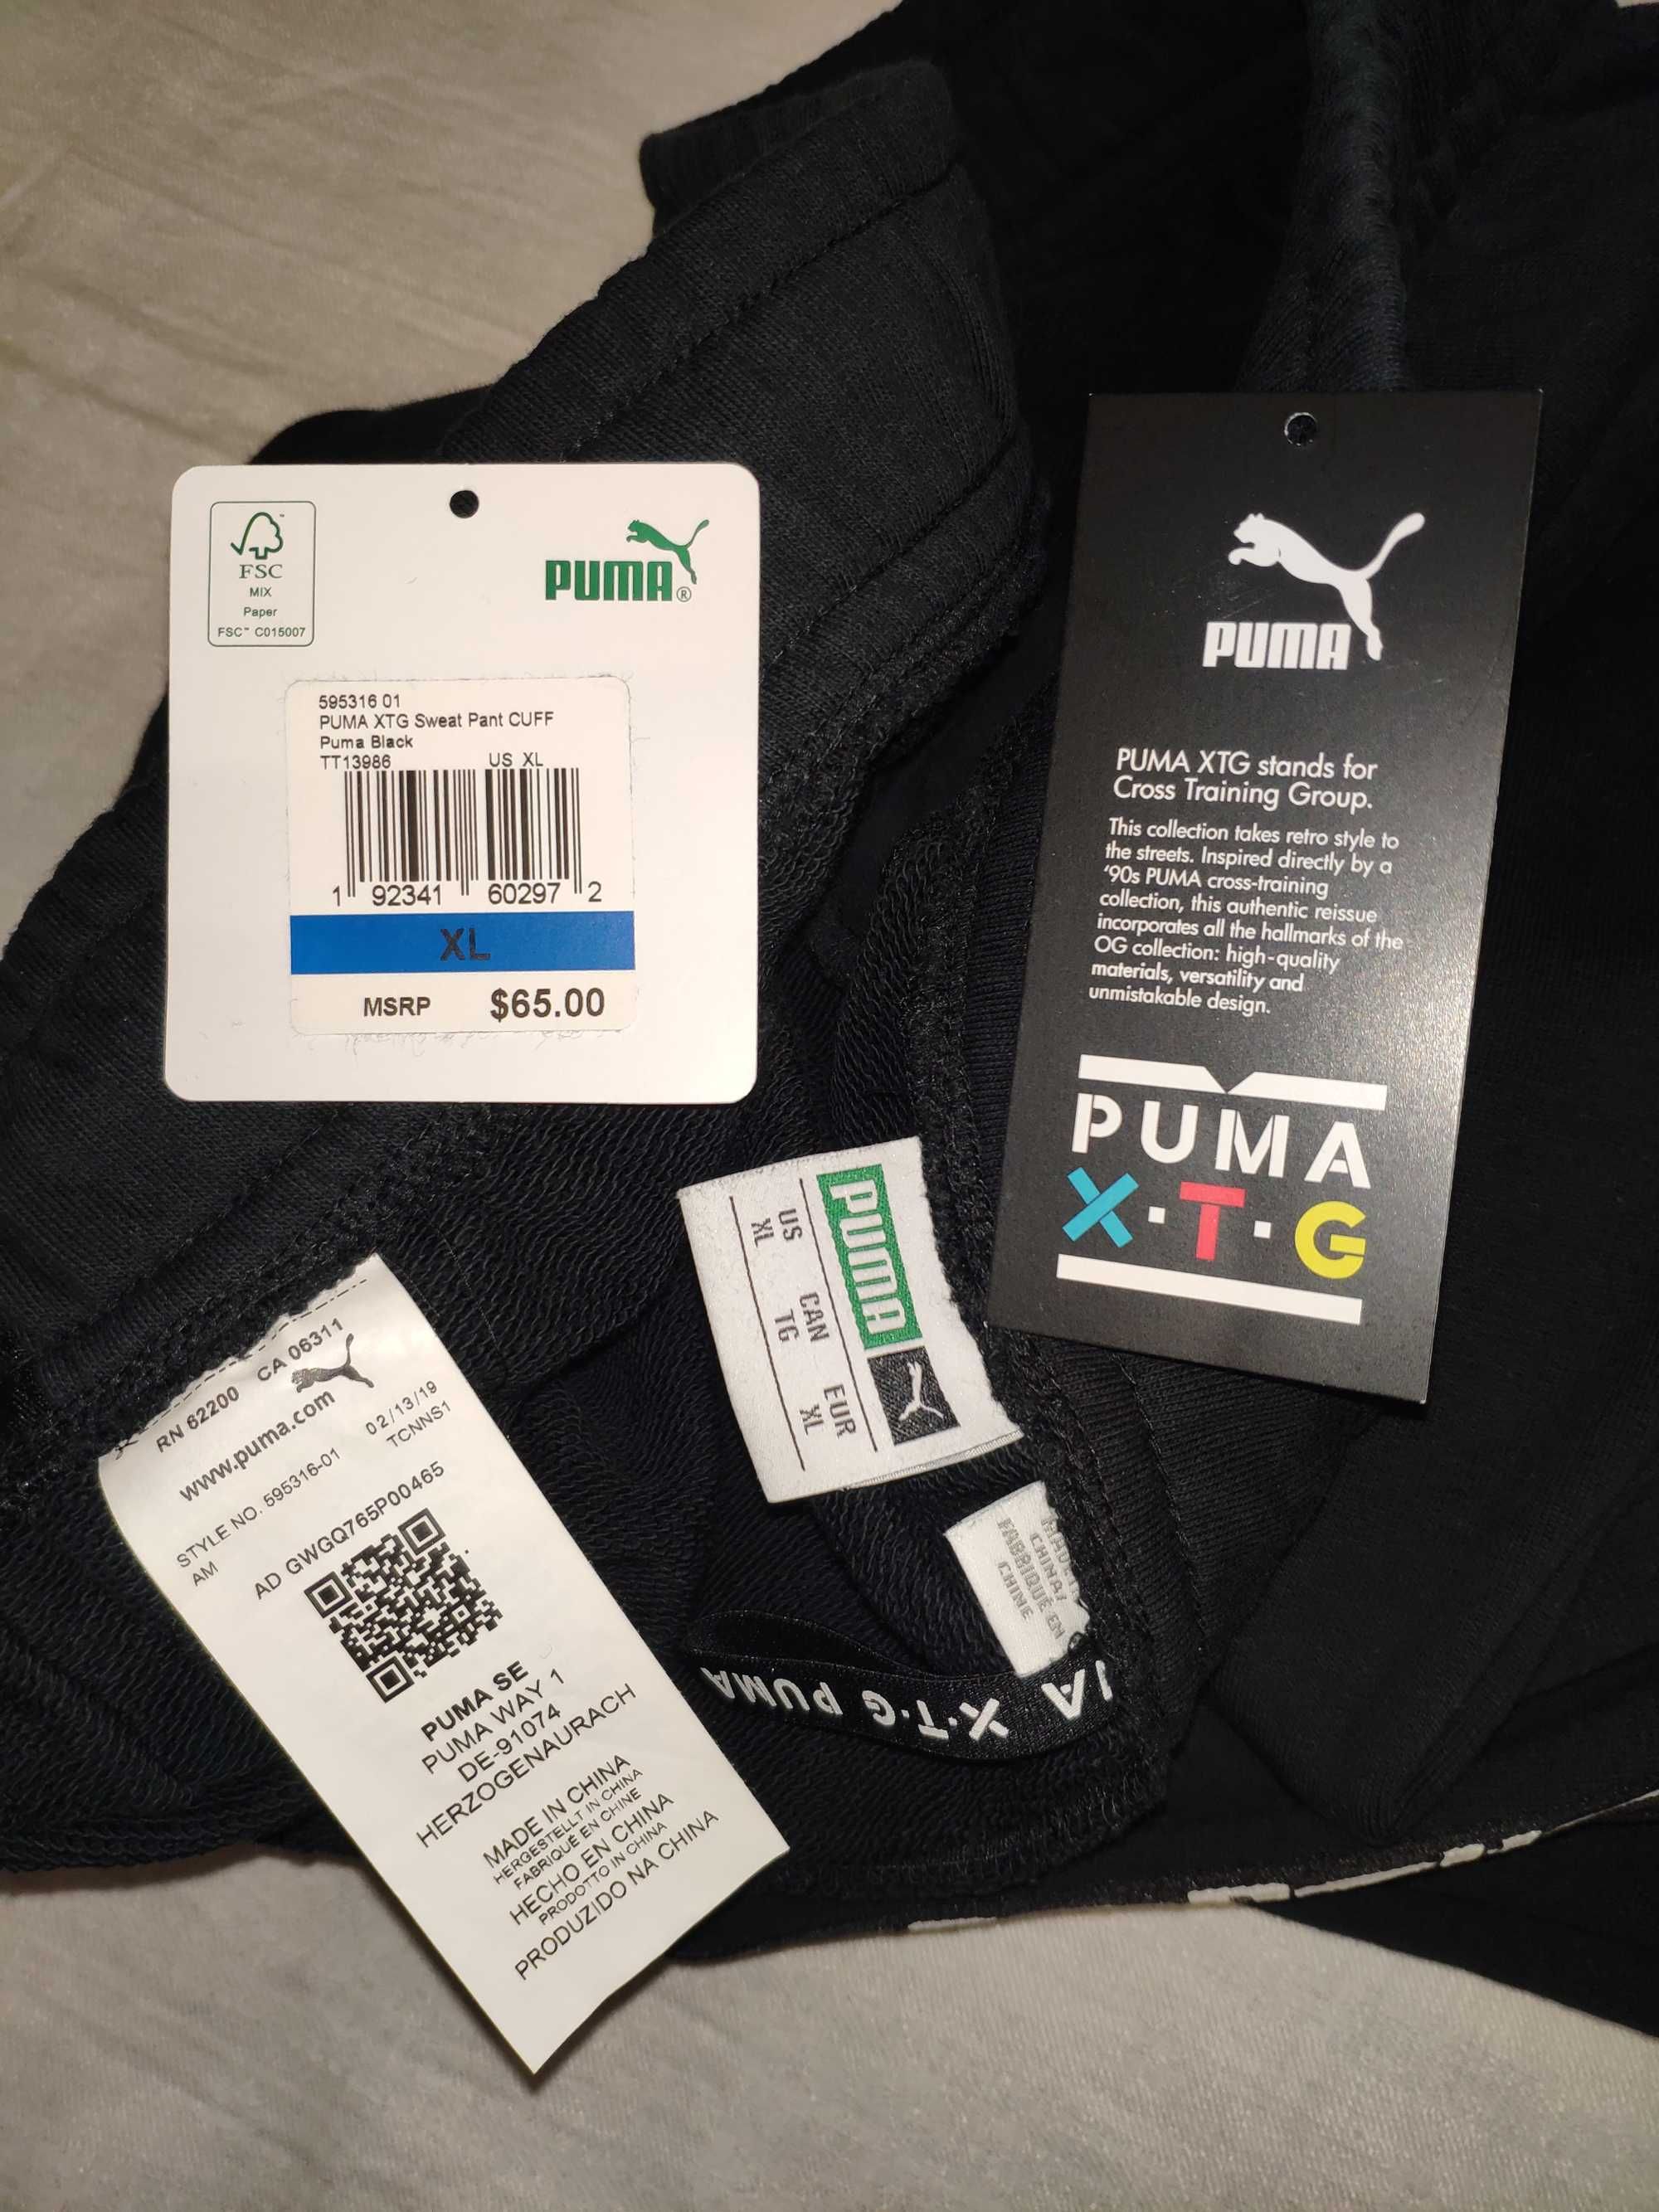 FSC™
MIX
Paper
FSC™ C015007
PUMA®
595316 01
PUMA XTG Sweat Pant CUFF
Puma Black
TT13986 US XL
1 92341 60297 2
XL
MSRP $65.00
PUMA
PUMA XTG stands for
Cross Training Group.
This collection takes retro style to
the streets. Inspired directly by a
'90s PUMA cross-training
collection, this authentic reissue
incorporates all the hallmarks of the
OG collection: high-quality
materials, versatility and
unmistakable design.
PUMA
X·T·G
PUMA
US CAN EUR
XL TG XL
CHINA/
FABRIQUÉ EN
CHINE
X·T·G PUMA
RN 62200 CA 06311
www.puma.com
STYLE NO. 595316-01 02/13/19
AM TCNNS1
AD GWGQ765P00465
PUMA SE
PUMA WAY 1
DE-91074
HERZOGENAURACH
MADE IN CHINA
HERGESTELLT IN CHINA
FABRIQUÉ EN CHINE
HECHO EN CHINA
PRODOTTO IN CHINA
PRODUZIDO NA CHINA